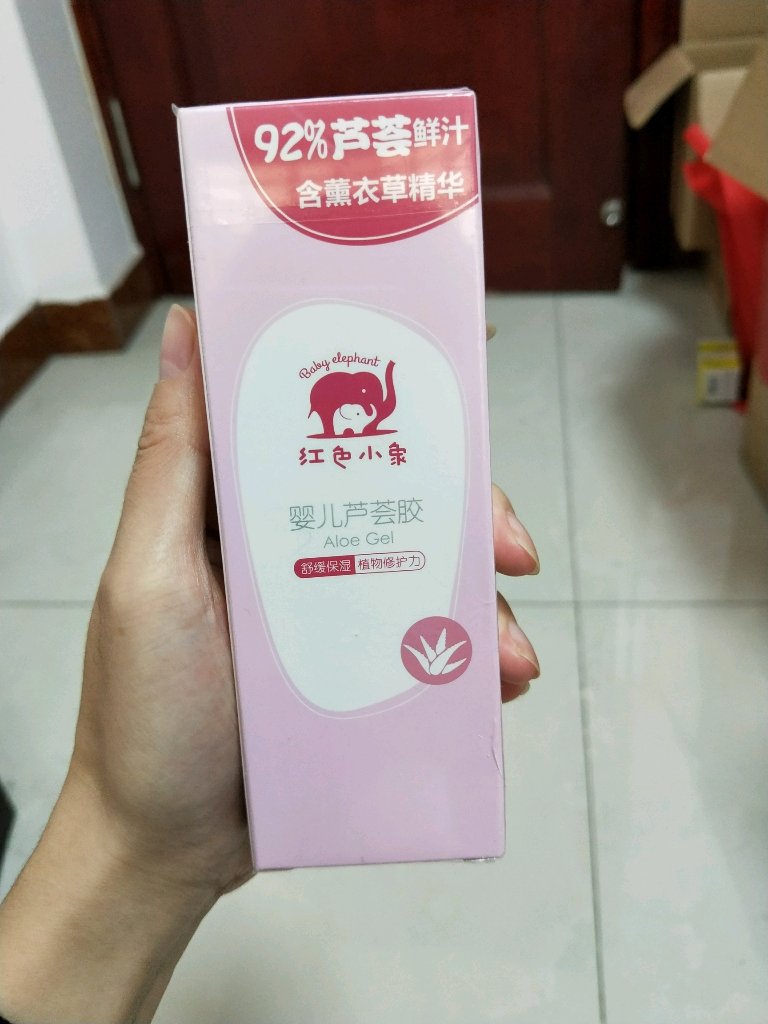 92%芦荟鲜汁
含薰衣草精华
Baby elephant
红色小象
婴儿芦荟胶
Aloe Gel
舒缓保湿 植物修护力